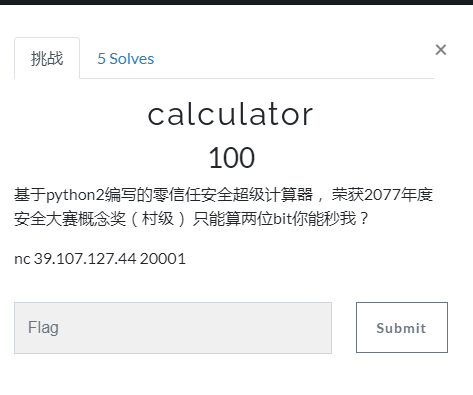 挑战 5 Solves ×
calculator
100
基于python2编写的零信任安全超级计算器，荣获2077年度
安全大赛概念奖（村级）只能算两位bit你能秒我？
nc 39.107.127.44 20001
Flag Submit